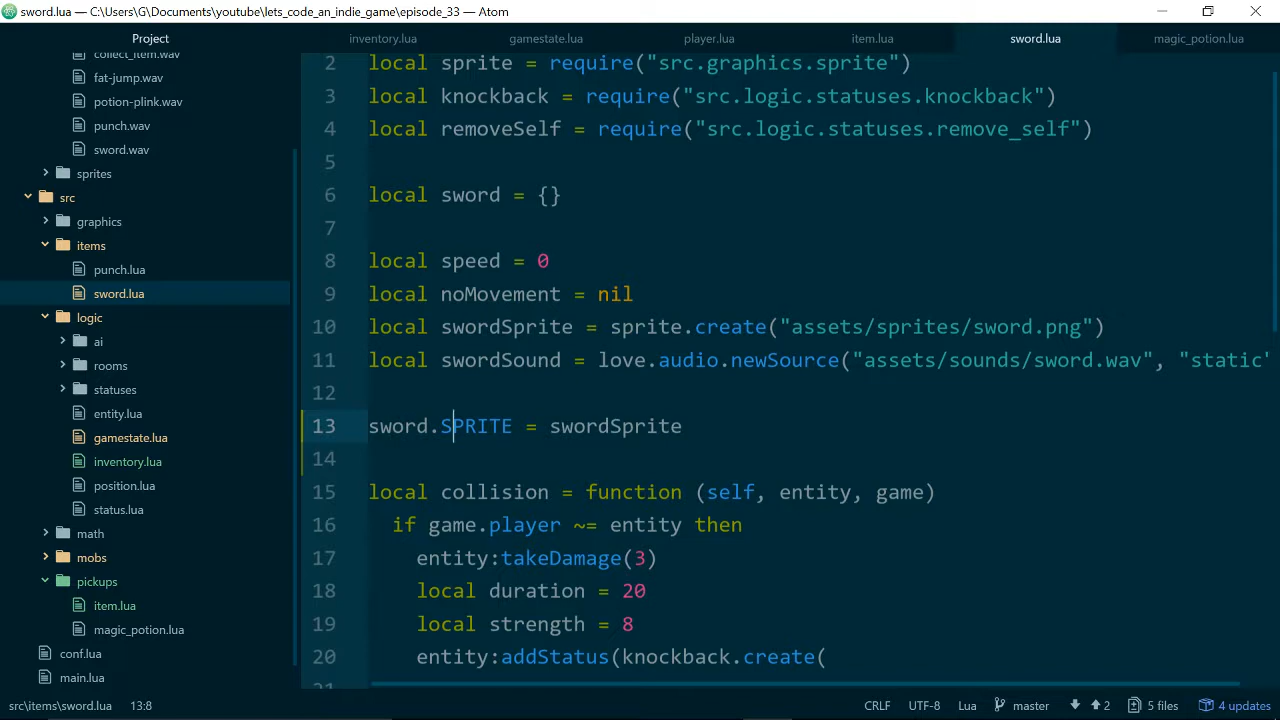 sword.lua — C:\Users\G\Documents\youtube\lets_code_an_indie_game\episode_33 — Atom
Project
inventory.lua
gamestate.lua
player.lua
item.lua
sword.lua
magic_potion.lua
collect_item.wav
fat-jump.wav
potion-plink.wav
punch.wav
sword.wav
sprites
src
graphics
items
punch.lua
sword.lua
logic
ai
rooms
statuses
entity.lua
gamestate.lua
inventory.lua
position.lua
status.lua
math
mobs
pickups
item.lua
magic_potion.lua
conf.lua
main.lua
2 local sprite = require("src.graphics.sprite")
3 local knockback = require("src.logic.statuses.knockback")
4 local removeSelf = require("src.logic.statuses.remove_self")
5
6 local sword = {}
7
8 local speed = 0
9 local noMovement = nil
10 local swordSprite = sprite.create("assets/sprites/sword.png")
11 local swordSound = love.audio.newSource("assets/sounds/sword.wav", "static"
12
13 sword.SPRITE = swordSprite
14
15 local collision = function (self, entity, game)
16 if game.player ~= entity then
17 entity:takeDamage(3)
18 local duration = 20
19 local strength = 8
20 entity:addStatus(knockback.create(
src\items\sword.lua 13:8 CRLF UTF-8 Lua master 2 5 files 4 updates